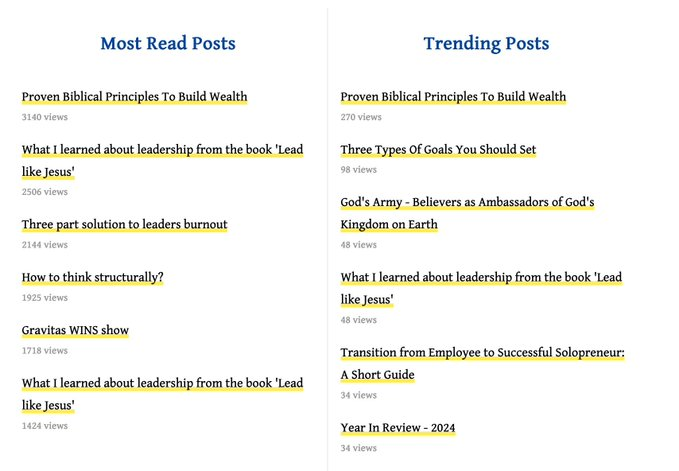 Most Read Posts
Proven Biblical Principles To Build Wealth
3140 views
What I learned about leadership from the book 'Lead
like Jesus'
2506 views
Three part solution to leaders burnout
2144 views
How to think structurally?
1925 views
Gravitas WINS show
1718 views
What I learned about leadership from the book 'Lead
like Jesus'
1424 views
Trending Posts
Proven Biblical Principles To Build Wealth
270 views
Three Types Of Goals You Should Set
98 views
God's Army - Believers as Ambassadors of God's
Kingdom on Earth
48 views
What I learned about leadership from the book 'Lead
like Jesus'
48 views
Transition from Employee to Successful Solopreneur:
A Short Guide
34 views
Year In Review - 2024
34 views